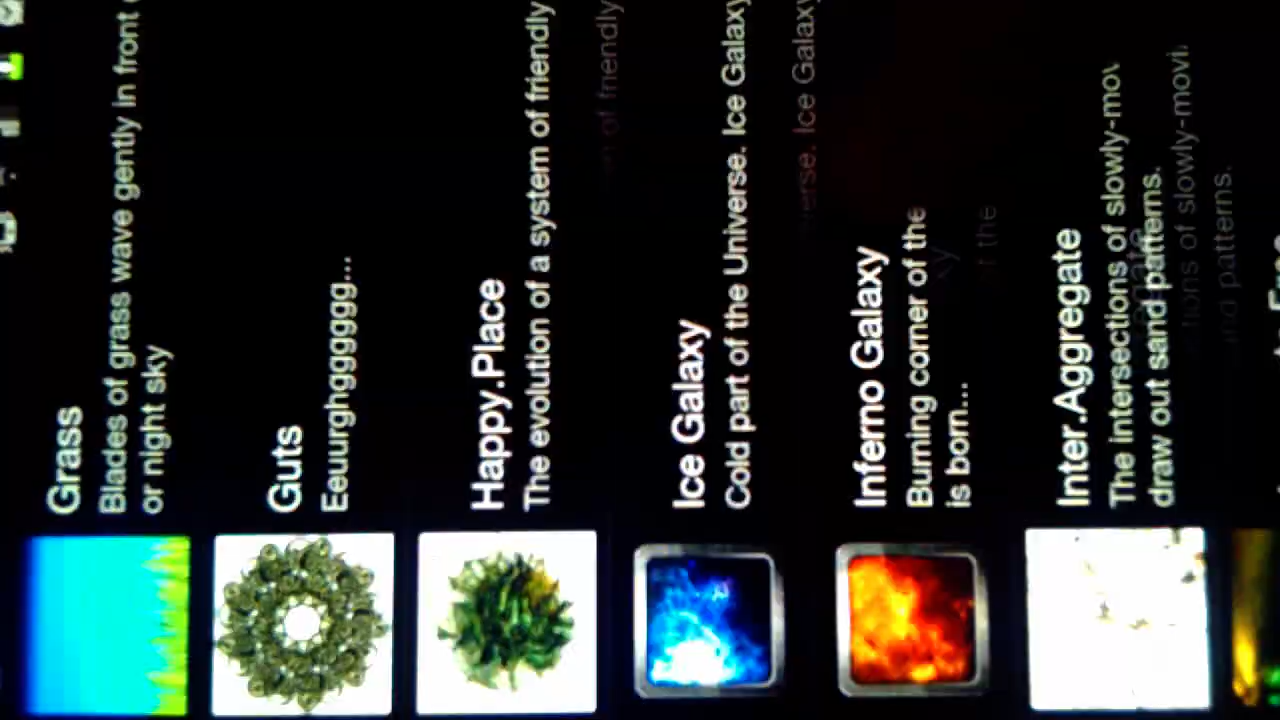 Grass
Blades of grass wave gently in front
or night sky
Guts
Eeuurghgggggg...
Happy.Place
The evolution of a system of friendly
Ice Galaxy
Cold part of the Universe. Ice Galaxy
Inferno Galaxy
Burning corner of the
is born...
Inter.Aggregate
The intersections of slowly-mov
draw out sand patterns.